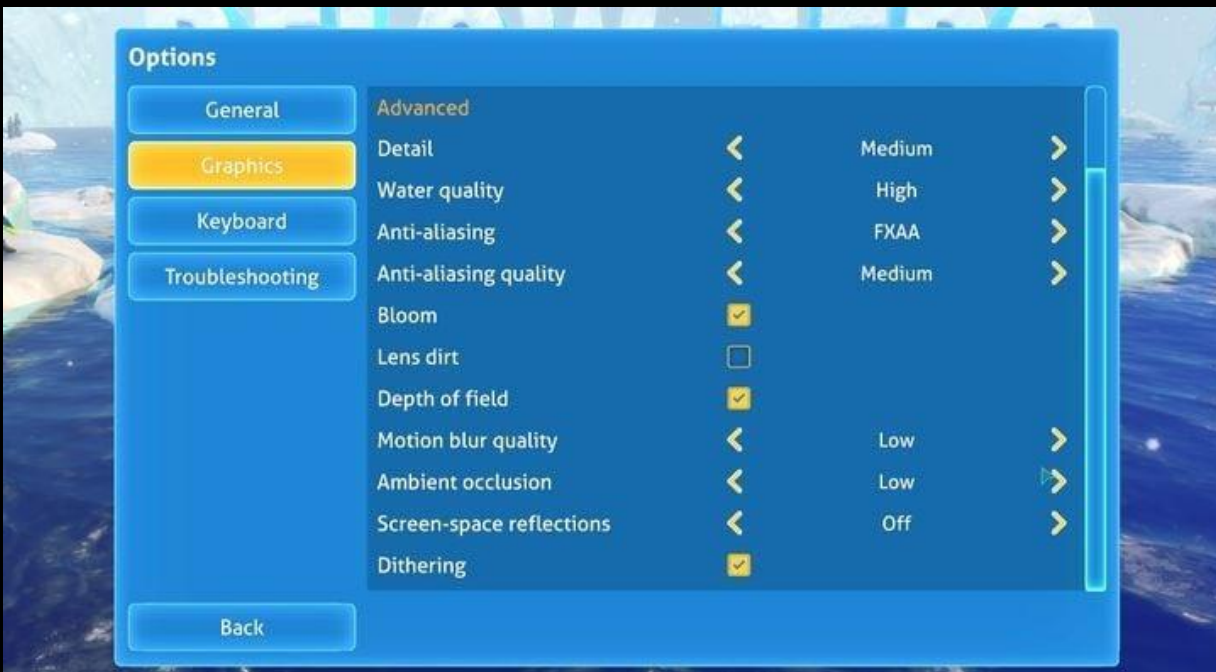 Options
General
Graphics
Keyboard
Troubleshooting
Back
Advanced
Detail Medium
Water quality High
Anti-aliasing FXAA
Anti-aliasing quality Medium
Bloom
Lens dirt
Depth of field
Motion blur quality Low
Ambient occlusion Low
Screen-space reflections Off
Dithering